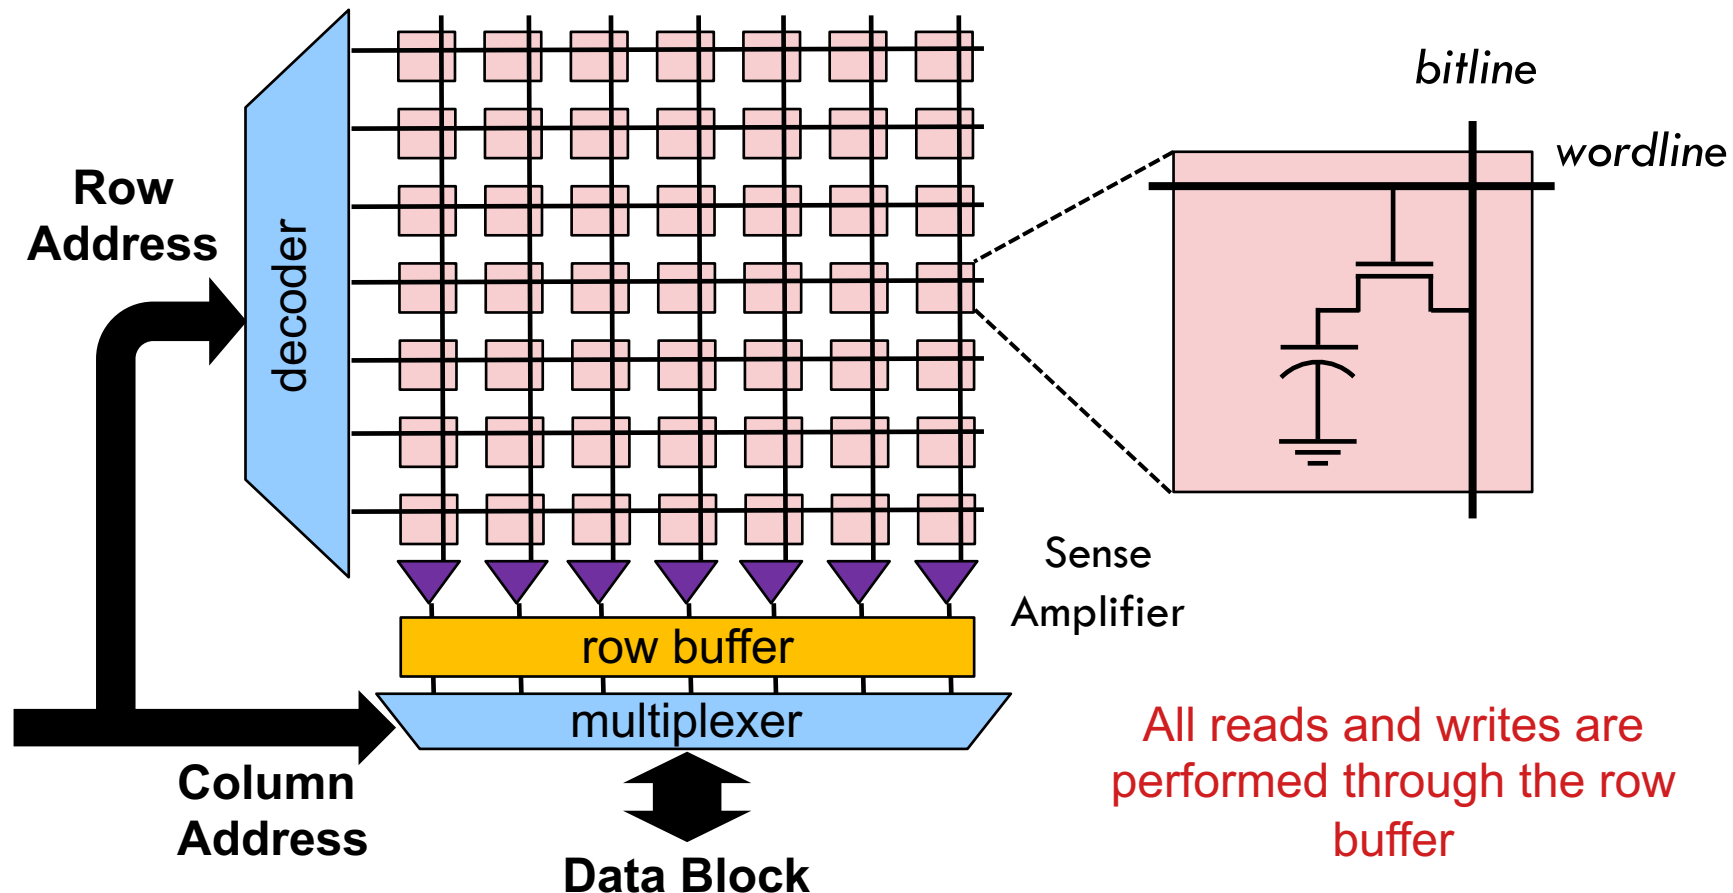 bitline
wordline
Row
Address
decoder
Sense
Amplifier
row buffer
multiplexer
Column
Address
Data Block
All reads and writes are
performed through the row
buffer